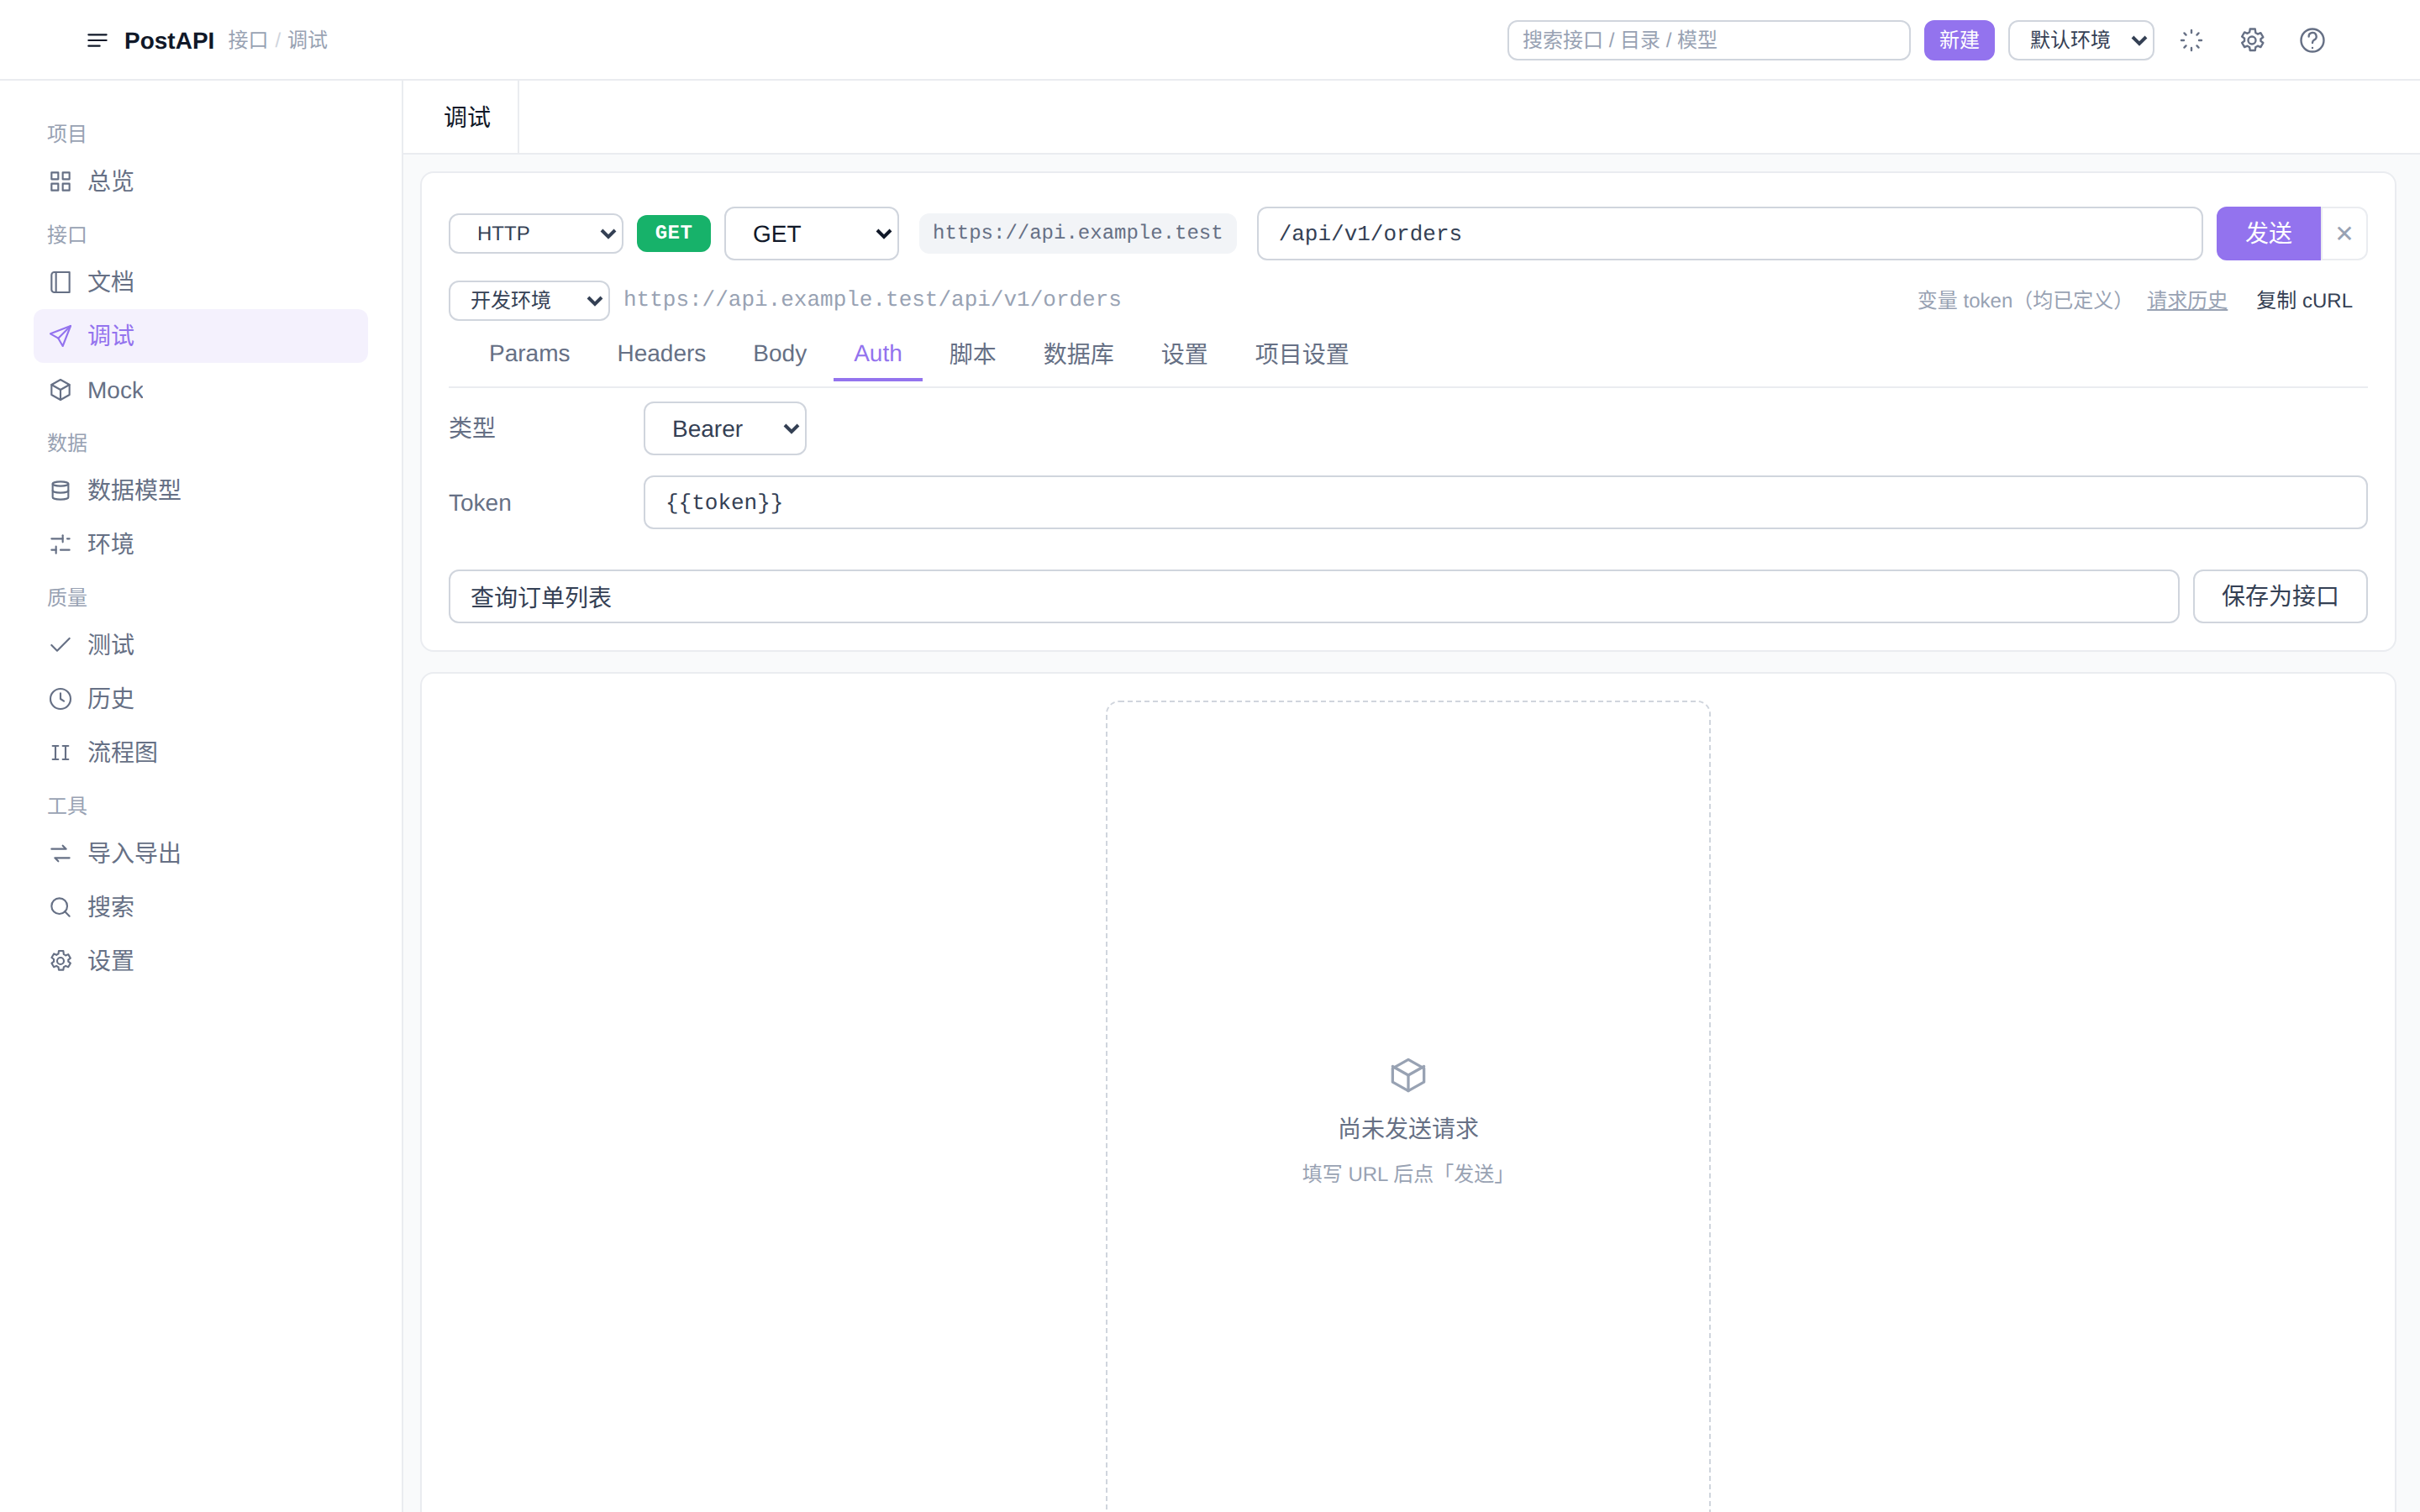 PostAPI 接口 / 调试
搜索接口 / 目录 / 模型
新建
默认环境
项目
总览
接口
文档
调试
Mock
数据
数据模型
环境
质量
测试
历史
流程图
工具
导入导出
搜索
设置
调试
HTTP
GET
GET
https://api.example.test
/api/v1/orders
发送
开发环境
https://api.example.test/api/v1/orders
变量 token（均已定义）
请求历史
复制 cURL
Params Headers Body Auth 脚本 数据库 设置 项目设置
类型
Bearer
Token
{{token}}
查询订单列表
保存为接口
尚未发送请求
填写 URL 后点「发送」